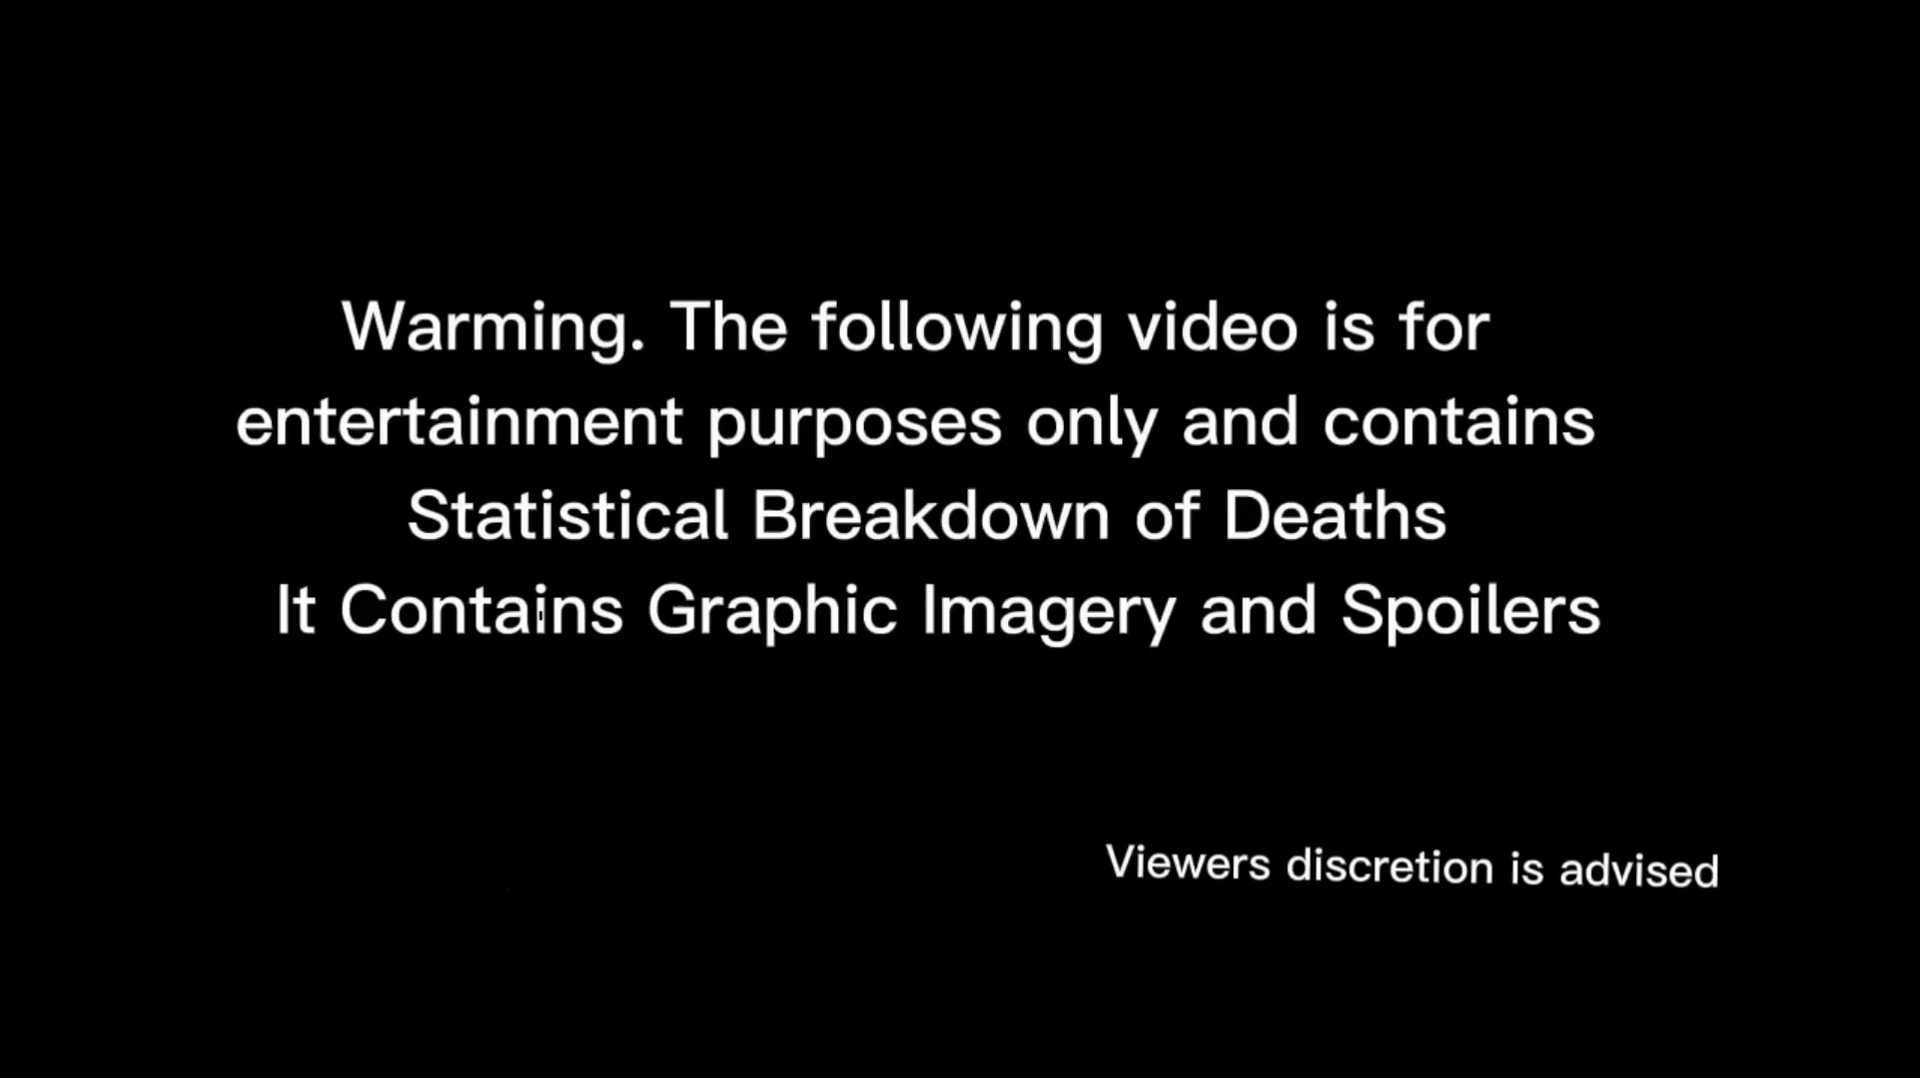 Warming. The following video is for
entertainment purposes only and contains
Statistical Breakdown of Deaths
It Contains Graphic Imagery and Spoilers
Viewers discretion is advised